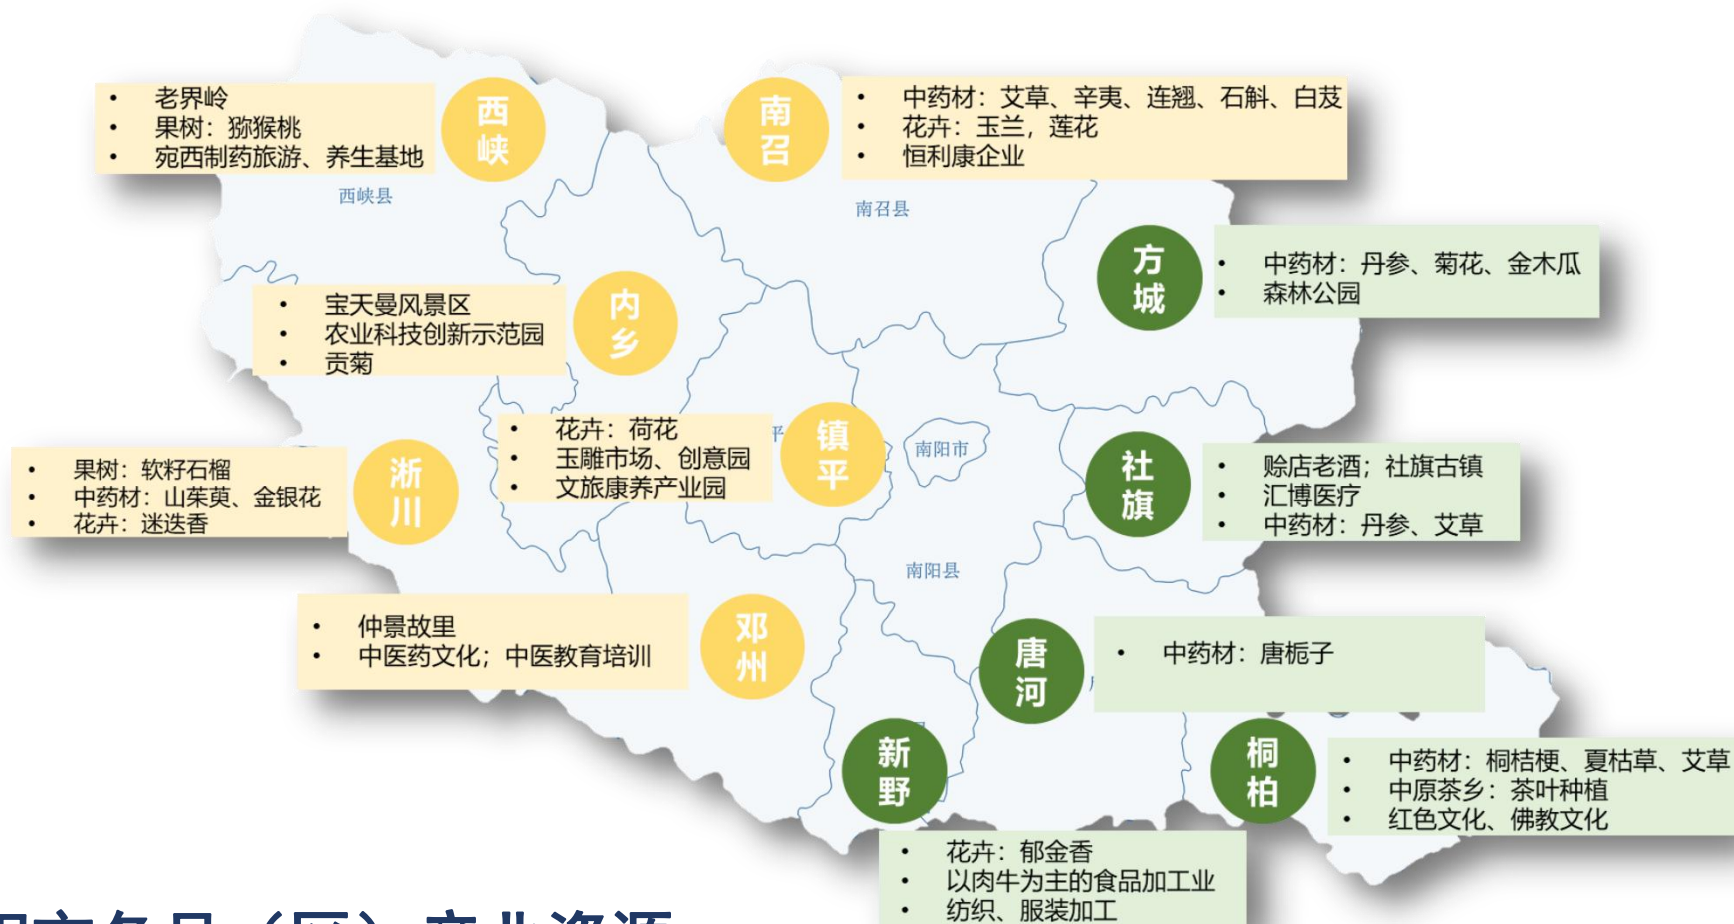 西峡
• 老界岭
• 果树：猕猴桃
• 宛西制药旅游、养生基地
西峡县
南召
• 中药材：艾草、辛夷、连翘、石斛、白芨
• 花卉：玉兰，莲花
• 恒利康企业
南召县
方城
• 中药材：丹参、菊花、金木瓜
• 森林公园
内乡
• 宝天曼风景区
• 农业科技创新示范园
• 贡菊
镇平
• 花卉：荷花
• 玉雕市场、创意园
• 文旅康养产业园
平
南阳市
淅川
• 果树：软籽石榴
• 中药材：山茱萸、金银花
• 花卉：迷迭香
社旗
• 赊店老酒；社旗古镇
• 汇博医疗
• 中药材：丹参、艾草
南阳县
邓州
• 仲景故里
• 中医药文化；中医教育培训
唐河
• 中药材：唐栀子
新野
• 花卉：郁金香
• 以肉牛为主的食品加工业
• 纺织、服装加工
桐柏
• 中药材：桐桔梗、夏枯草、艾草
• 中原茶乡：茶叶种植
• 红色文化、佛教文化